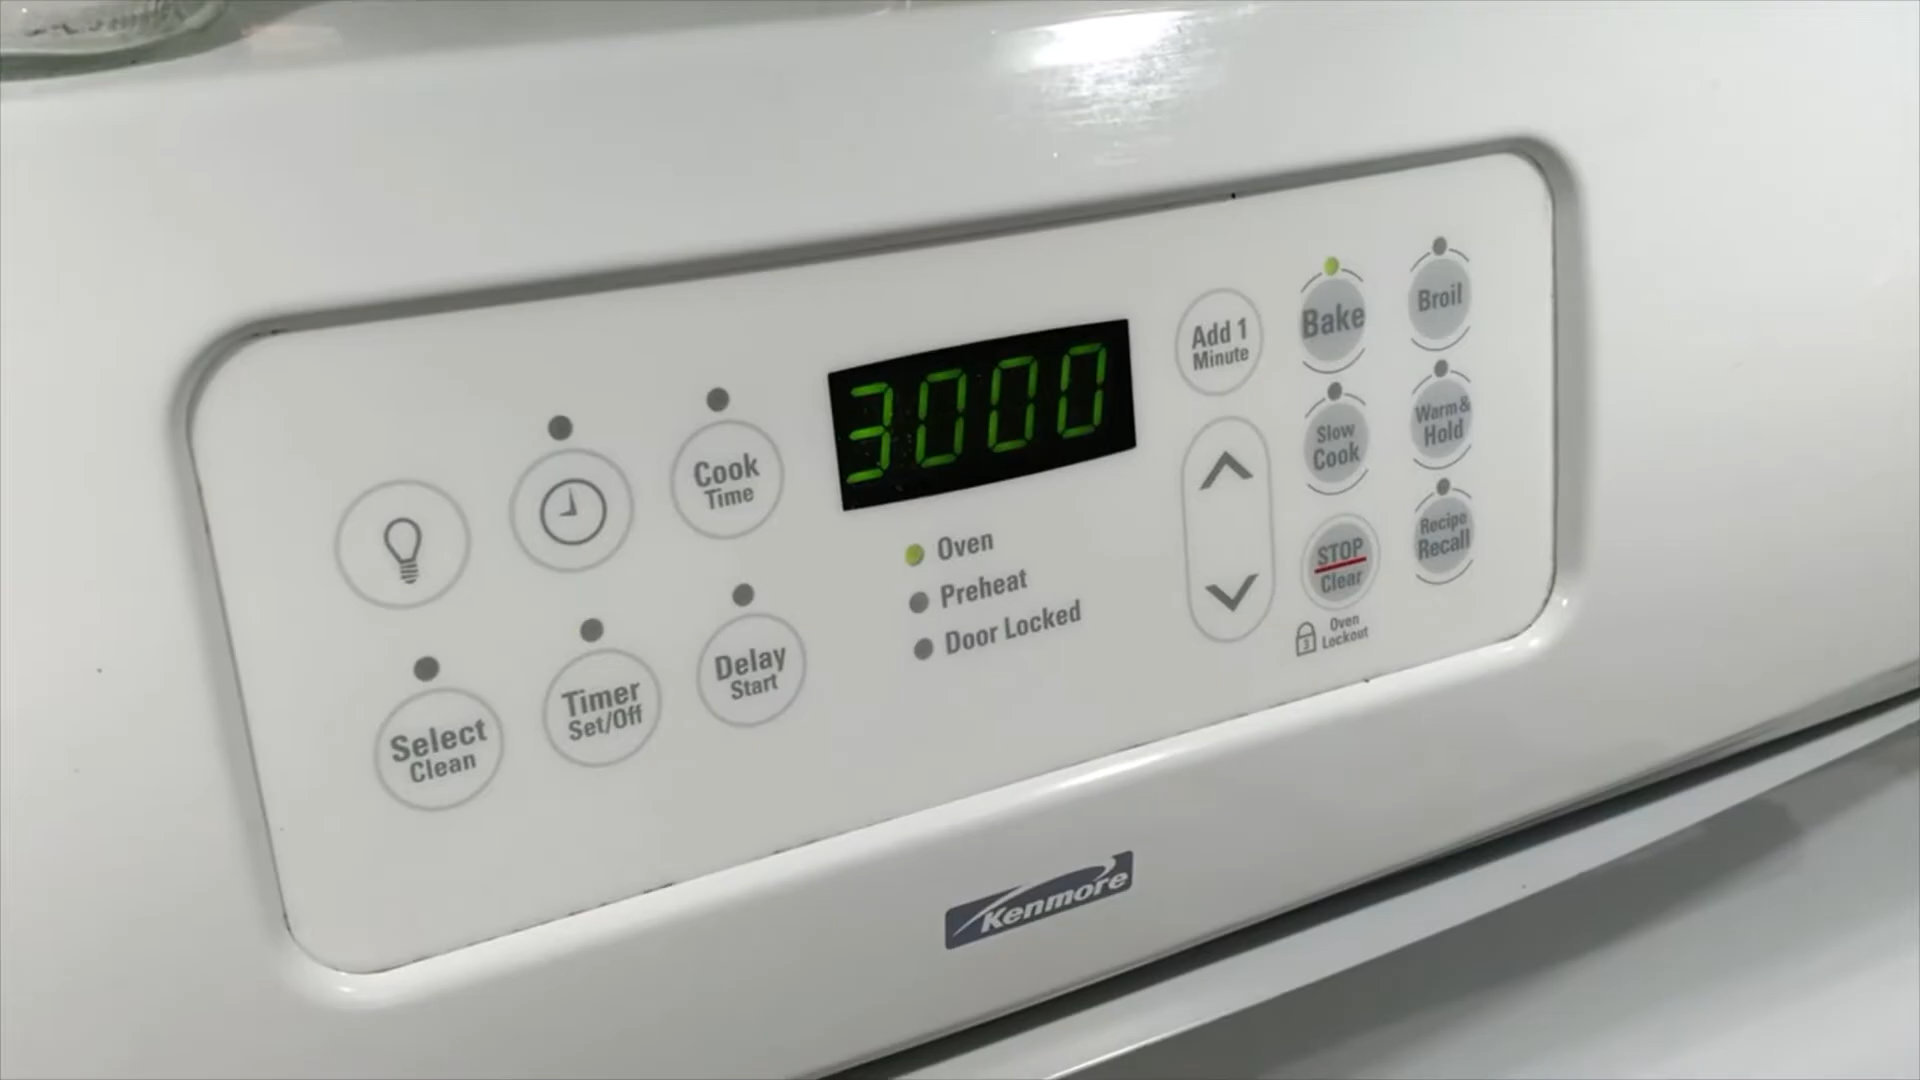 3000
Cook
Time
Select
Clean
Timer
Set/Off
Delay
Start
Oven
Preheat
Door Locked
Add 1
Minute
Bake
Broil
Slow
Cook
Warm&
Hold
STOP
Clear
Recipe
Recall
3
Oven
Lockout
Kenmore